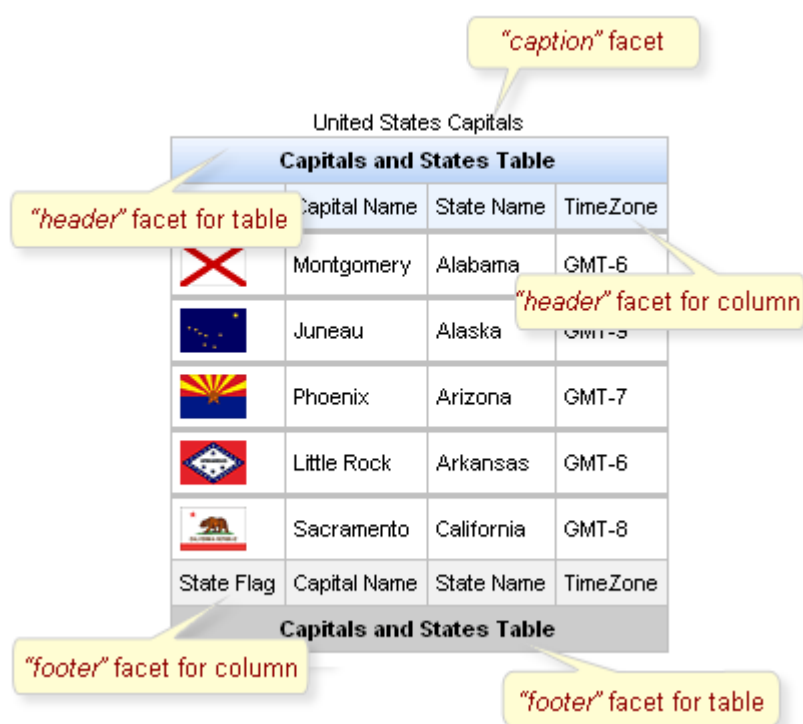 "caption" facet
United States Capitals
Capitals and States Table
"header" facet for table
Capital Name State Name TimeZone
Montgomery Alabama GMT-6
"header" facet for column
Juneau Alaska GMT-9
Phoenix Arizona GMT-7
Little Rock Arkansas GMT-6
Sacramento California GMT-8
State Flag Capital Name State Name TimeZone
Capitals and States Table
"footer" facet for column
"footer" facet for table